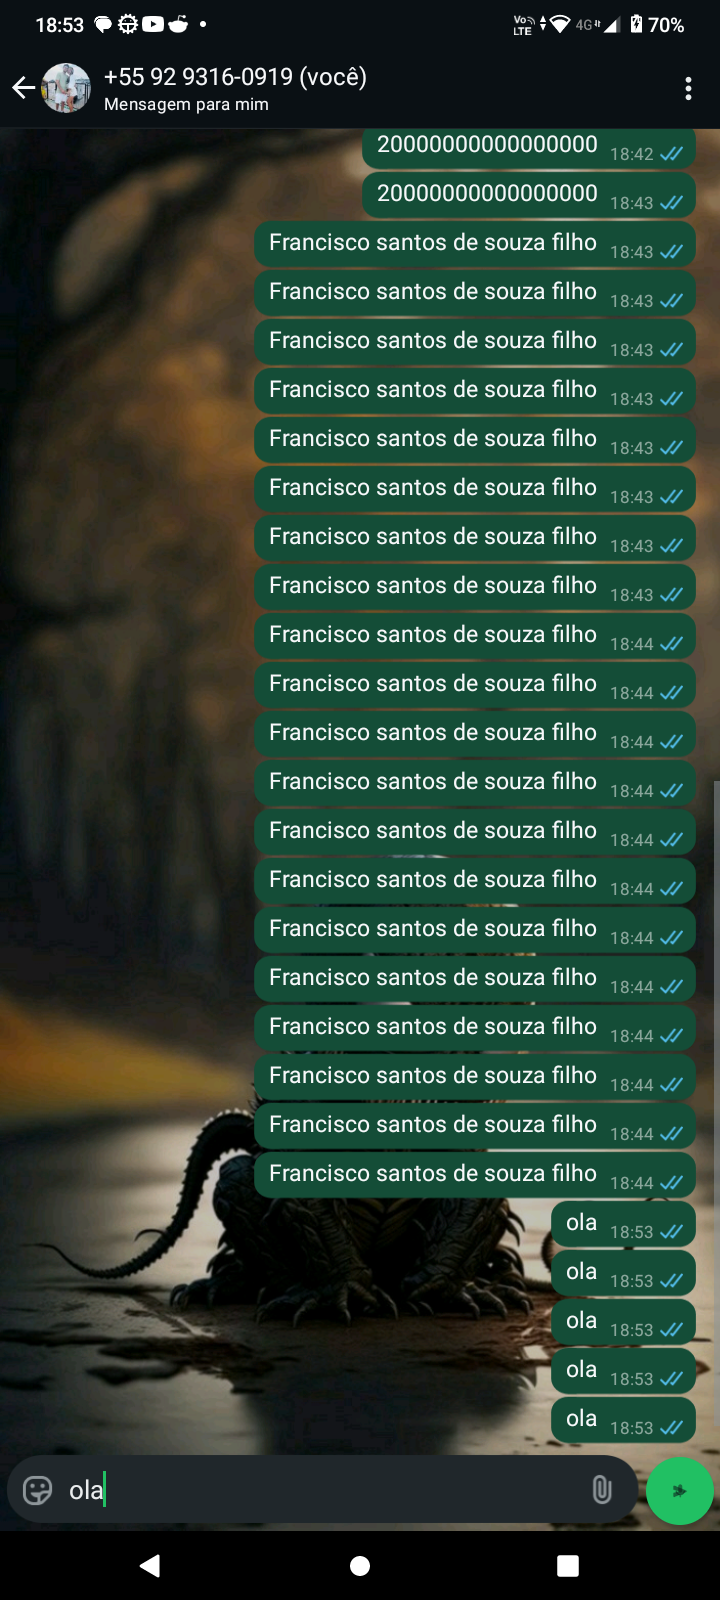 18:53
Vo
LTE
4G
70%
+55 92 9316-0919 (você)
Mensagem para mim
20000000000000000 18:42
20000000000000000 18:43
Francisco santos de souza filho 18:43
Francisco santos de souza filho 18:43
Francisco santos de souza filho 18:43
Francisco santos de souza filho 18:43
Francisco santos de souza filho 18:43
Francisco santos de souza filho 18:43
Francisco santos de souza filho 18:43
Francisco santos de souza filho 18:43
Francisco santos de souza filho 18:44
Francisco santos de souza filho 18:44
Francisco santos de souza filho 18:44
Francisco santos de souza filho 18:44
Francisco santos de souza filho 18:44
Francisco santos de souza filho 18:44
Francisco santos de souza filho 18:44
Francisco santos de souza filho 18:44
Francisco santos de souza filho 18:44
Francisco santos de souza filho 18:44
Francisco santos de souza filho 18:44
Francisco santos de souza filho 18:44
ola 18:53
ola 18:53
ola 18:53
ola 18:53
ola 18:53
ola